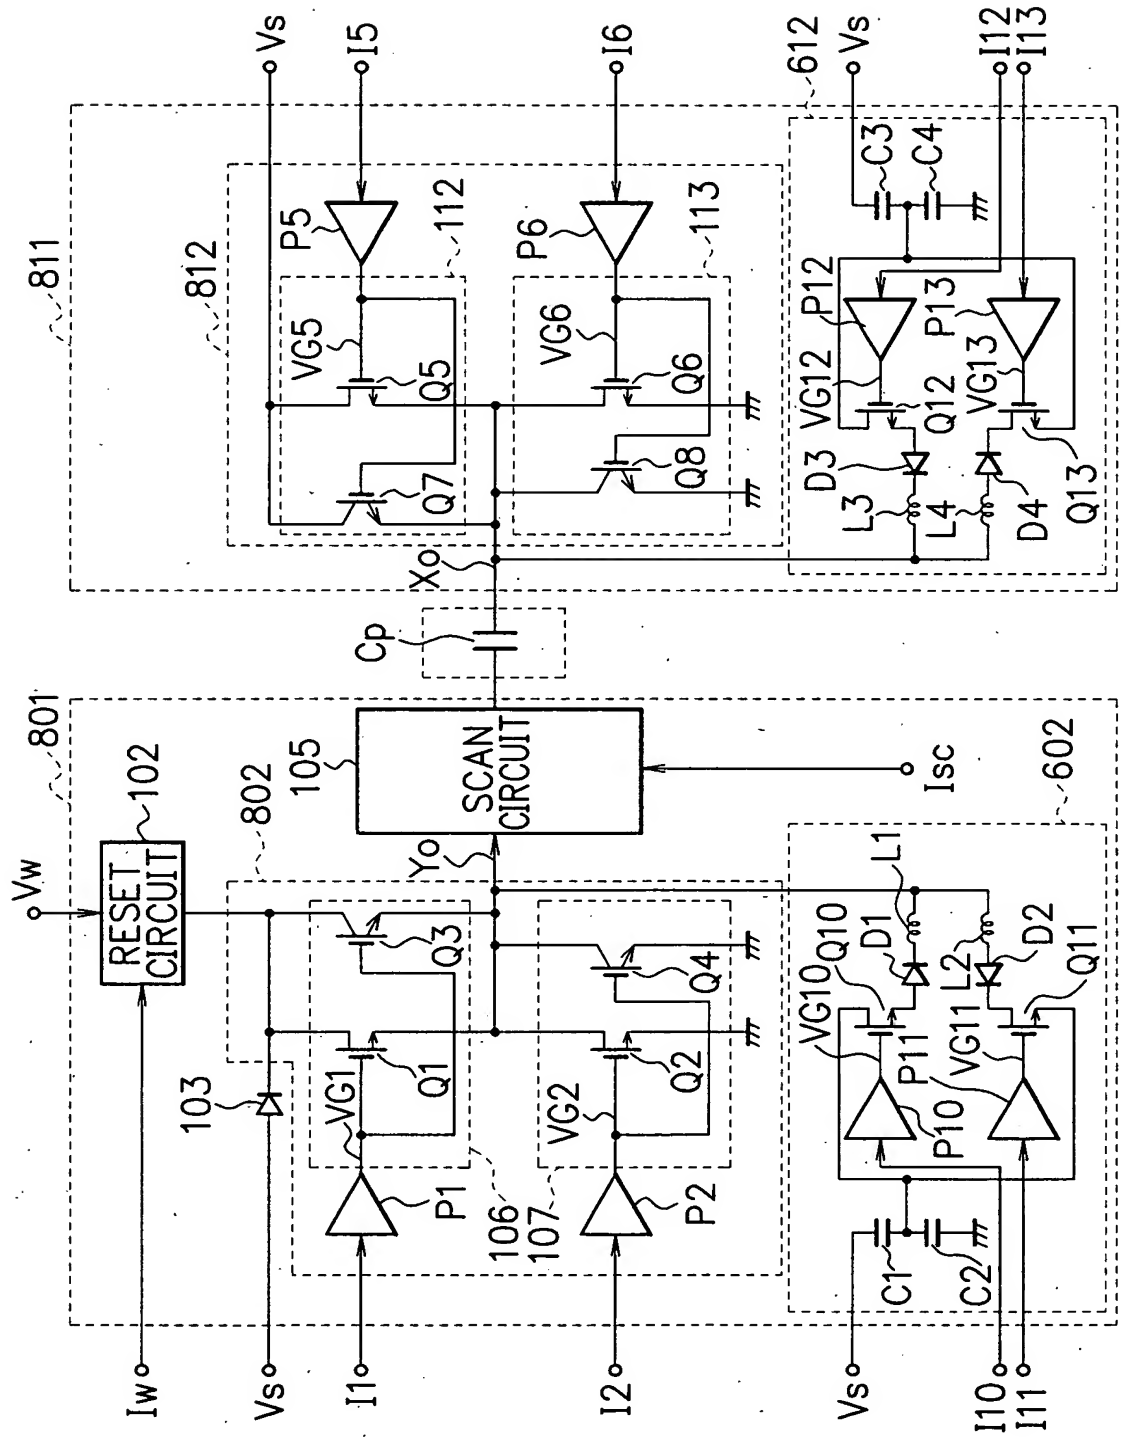 Vw
801
RESET
CIRCUIT
102
Iw
103
Vs
I1
P1
VG1
Q1
Q3
106
107
I2
P2
VG2
Q2
Q4
802
105
SCAN
CIRCUIT
Yo
Isc
Cp
Xo
602
Vs
C1
C2
I10
I11
P10
P11
VG10
VG11
Q10
Q11
D1
D2
L1
L2
811
812
Vs
I5
P5
112
VG5
Q5
Q7
I6
P6
113
VG6
Q6
Q8
612
Vs
C3
C4
I12
I13
P12
P13
VG12
VG13
Q12
Q13
D3
D4
L3
L4